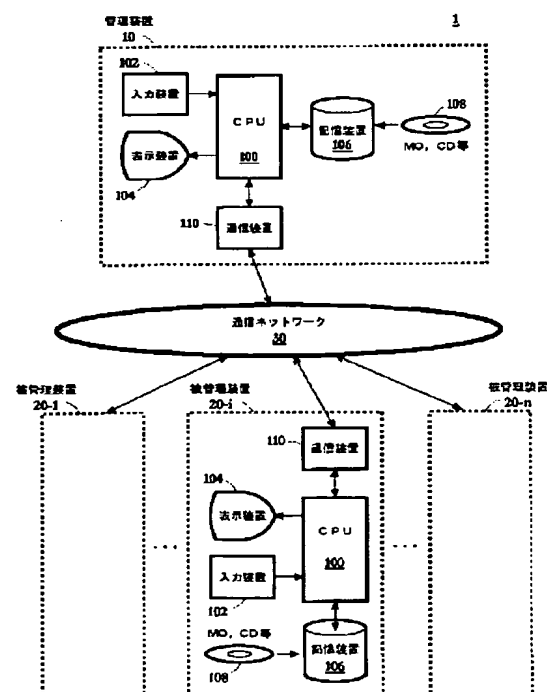 管理装置
10
1
102
入力装置
CPU
100
記憶装置
106
108
MO, CD等
表示装置
104
110
通信装置
通信ネットワーク
30
被管理装置
20-1
被管理装置
20-i
被管理装置
20-n
110
通信装置
104
表示装置
CPU
100
...
...
入力装置
102
MO, CD等
108
記憶装置
106